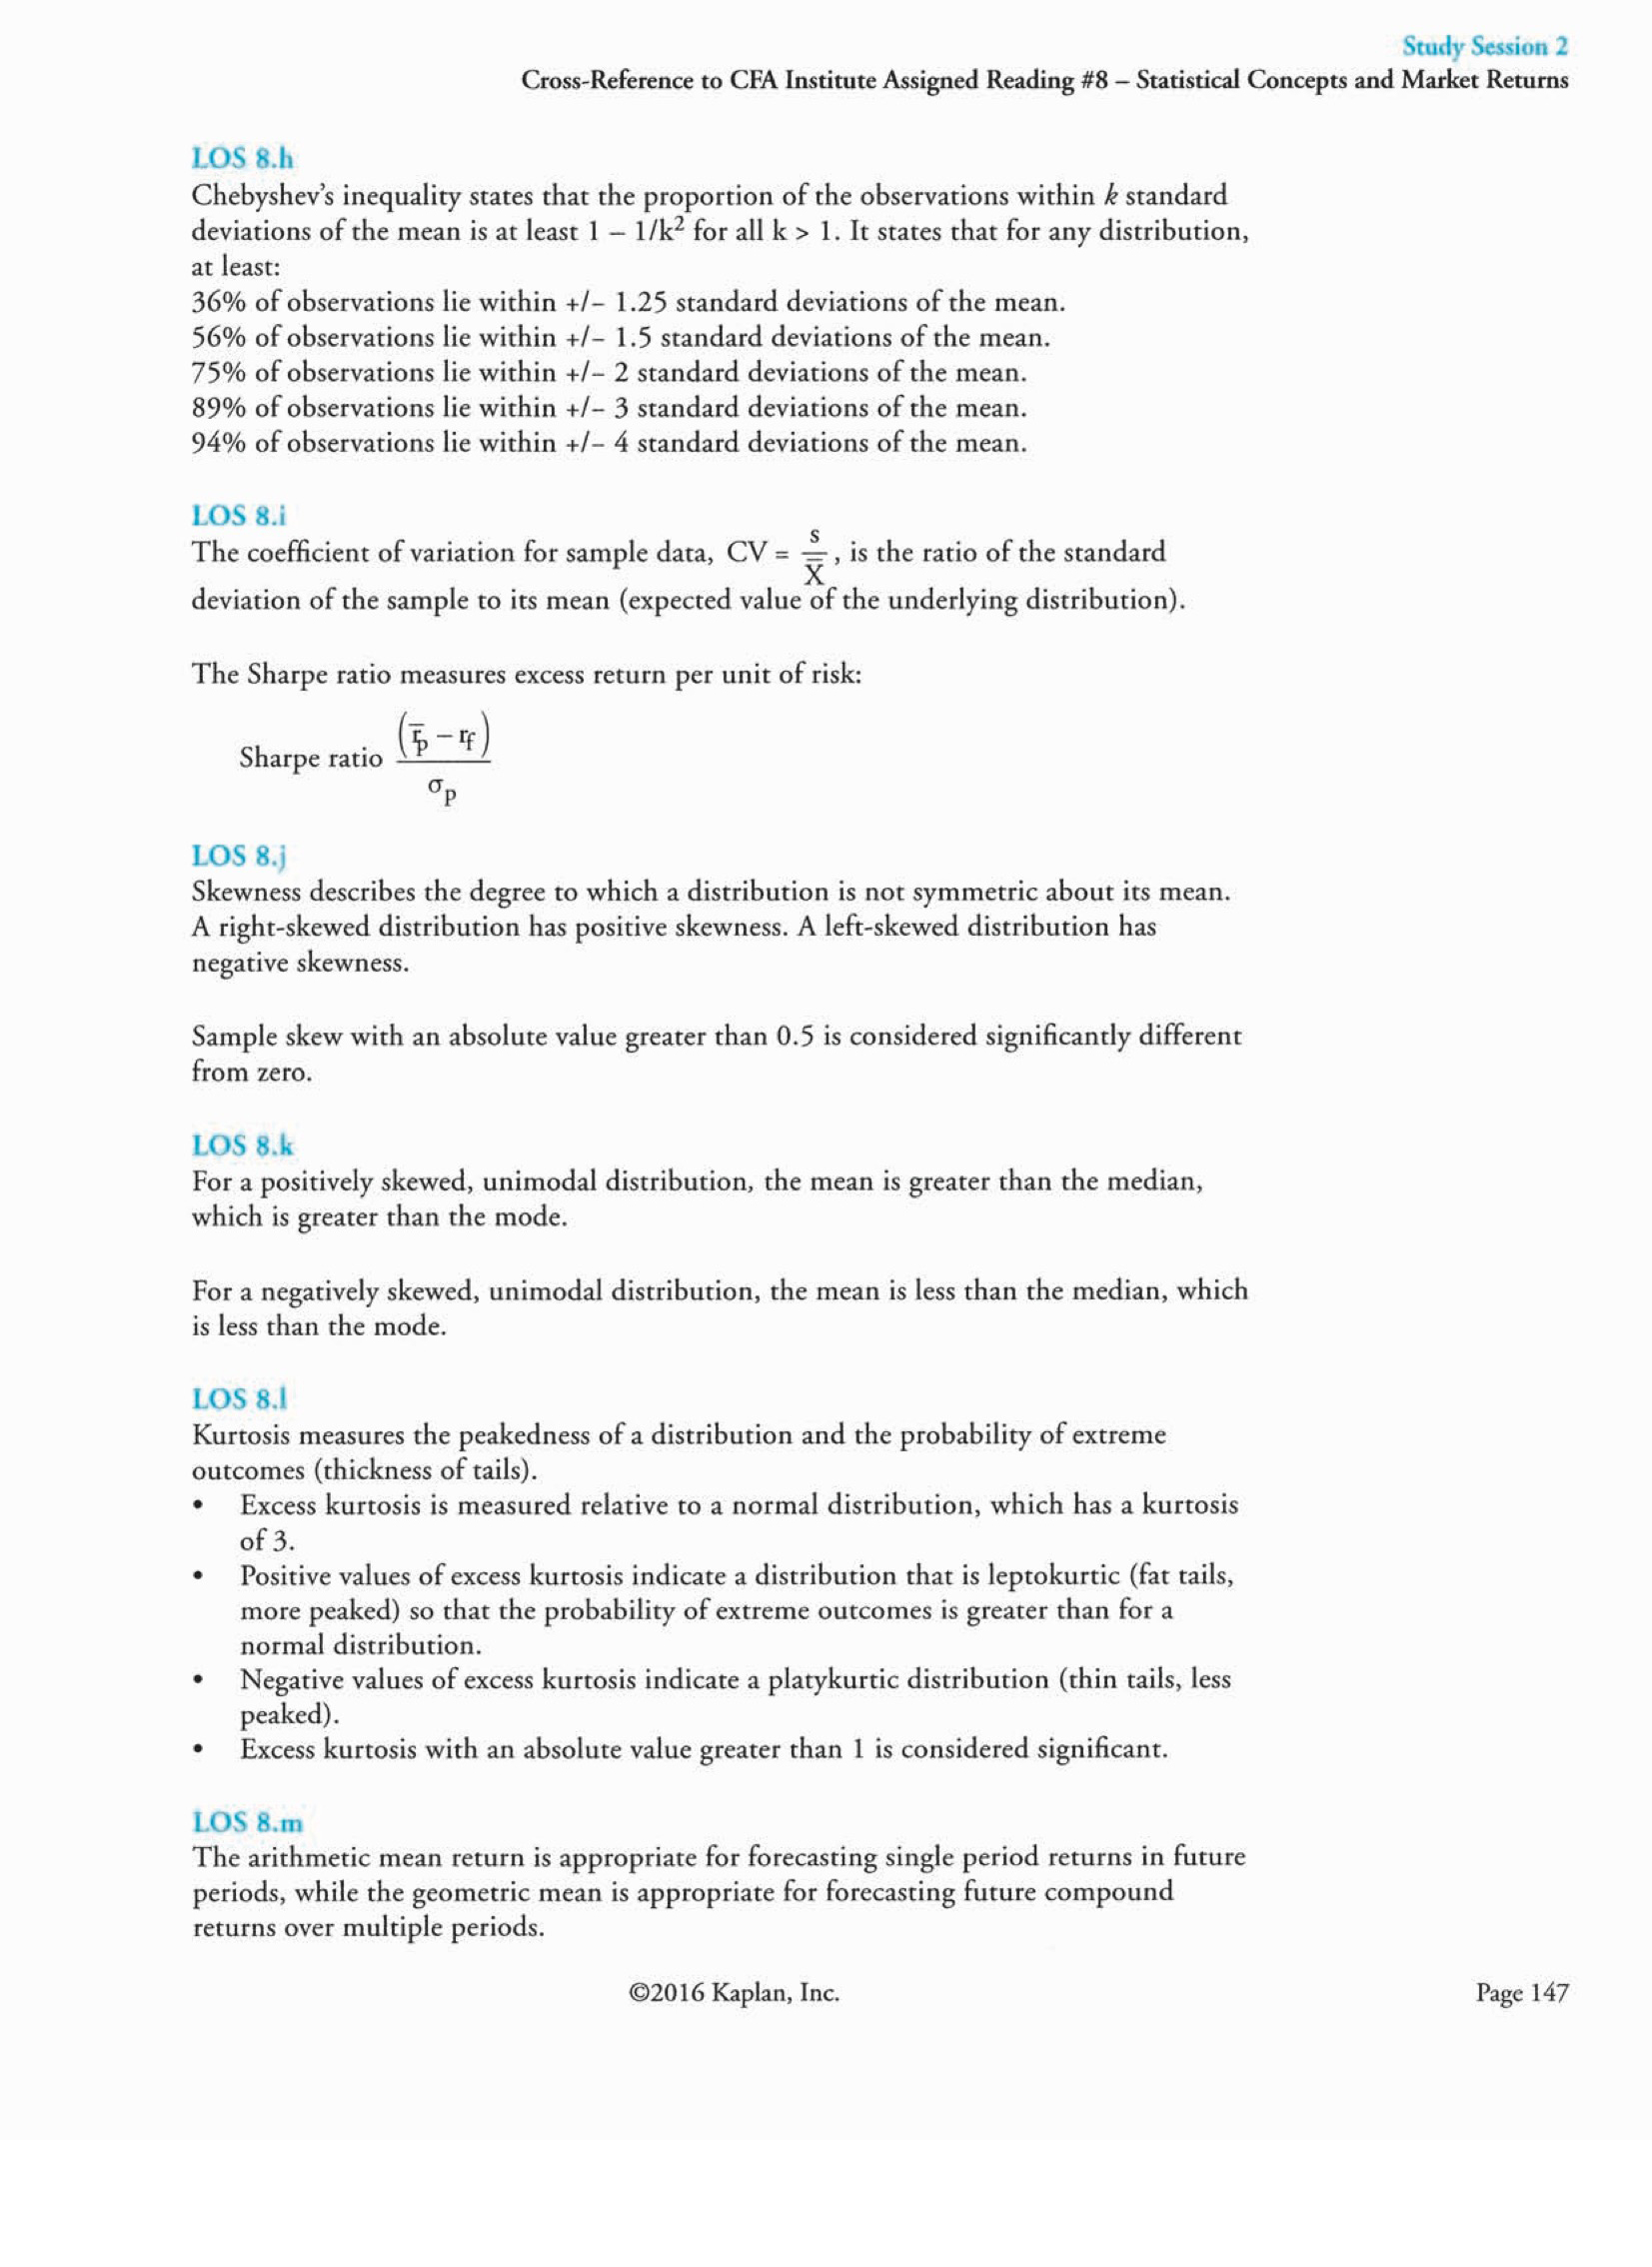 Study Session 2
Cross-Reference to CFA Institute Assigned Reading #8 – Statistical Concepts and Market Returns
LOS 8.h
Chebyshev's inequality states that the proportion of the observations within k standard
deviations of the mean is at least 1 – 1/k² for all k > 1. It states that for any distribution,
at least:
36% of observations lie within +/– 1.25 standard deviations of the mean.
56% of observations lie within +/– 1.5 standard deviations of the mean.
75% of observations lie within +/– 2 standard deviations of the mean.
89% of observations lie within +/– 3 standard deviations of the mean.
94% of observations lie within +/– 4 standard deviations of the mean.
LOS 8.i
The coefficient of variation for sample data, CV = s/X̄, is the ratio of the standard
deviation of the sample to its mean (expected value of the underlying distribution).
The Sharpe ratio measures excess return per unit of risk:
Sharpe ratio (r̄p – rf)/σp
LOS 8.j
Skewness describes the degree to which a distribution is not symmetric about its mean.
A right-skewed distribution has positive skewness. A left-skewed distribution has
negative skewness.
Sample skew with an absolute value greater than 0.5 is considered significantly different
from zero.
LOS 8.k
For a positively skewed, unimodal distribution, the mean is greater than the median,
which is greater than the mode.
For a negatively skewed, unimodal distribution, the mean is less than the median, which
is less than the mode.
LOS 8.l
Kurtosis measures the peakedness of a distribution and the probability of extreme
outcomes (thickness of tails).
• Excess kurtosis is measured relative to a normal distribution, which has a kurtosis
of 3.
• Positive values of excess kurtosis indicate a distribution that is leptokurtic (fat tails,
more peaked) so that the probability of extreme outcomes is greater than for a
normal distribution.
• Negative values of excess kurtosis indicate a platykurtic distribution (thin tails, less
peaked).
• Excess kurtosis with an absolute value greater than 1 is considered significant.
LOS 8.m
The arithmetic mean return is appropriate for forecasting single period returns in future
periods, while the geometric mean is appropriate for forecasting future compound
returns over multiple periods.
©2016 Kaplan, Inc.
Page 147